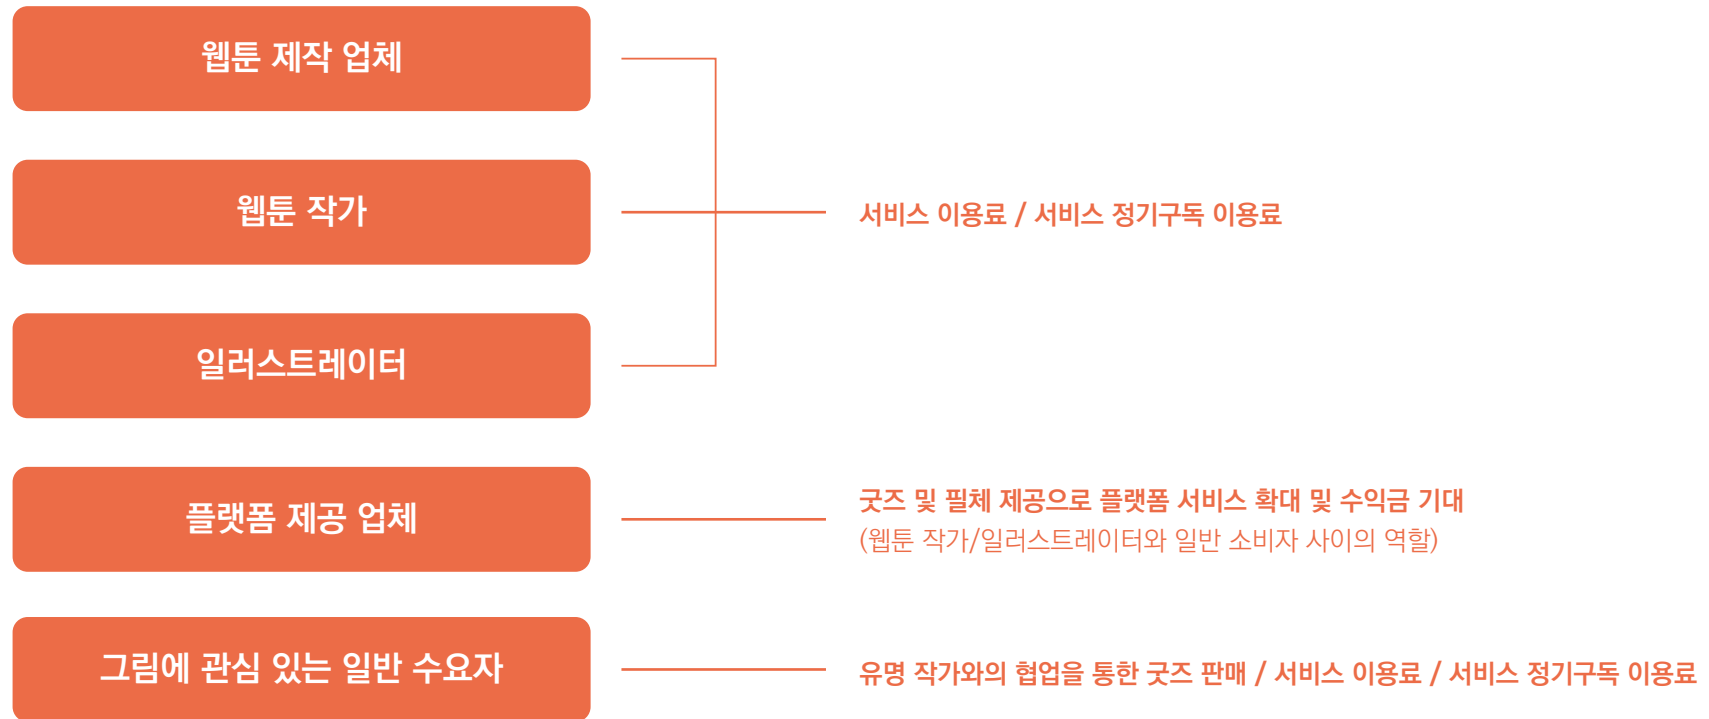 웹툰 제작 업체
웹툰 작가
서비스 이용료 / 서비스 정기구독 이용료
일러스트레이터
플랫폼 제공 업체
굿즈 및 필체 제공으로 플랫폼 서비스 확대 및 수익금 기대
(웹툰 작가/일러스트레이터와 일반 소비자 사이의 역할)
그림에 관심 있는 일반 수요자
유명 작가와의 협업을 통한 굿즈 판매 / 서비스 이용료 / 서비스 정기구독 이용료